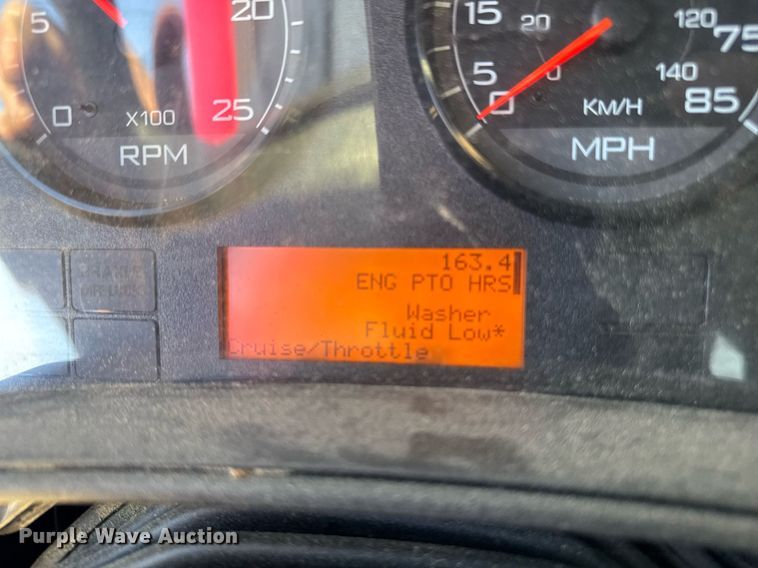 5 20 15 20 120 75
0 X100 25 5 0 0 140 85
RPM KM/H MPH
163.4
ENG PTO HRS
Washer
Fluid Low*
Cruise/Throttle
Purple Wave Auction